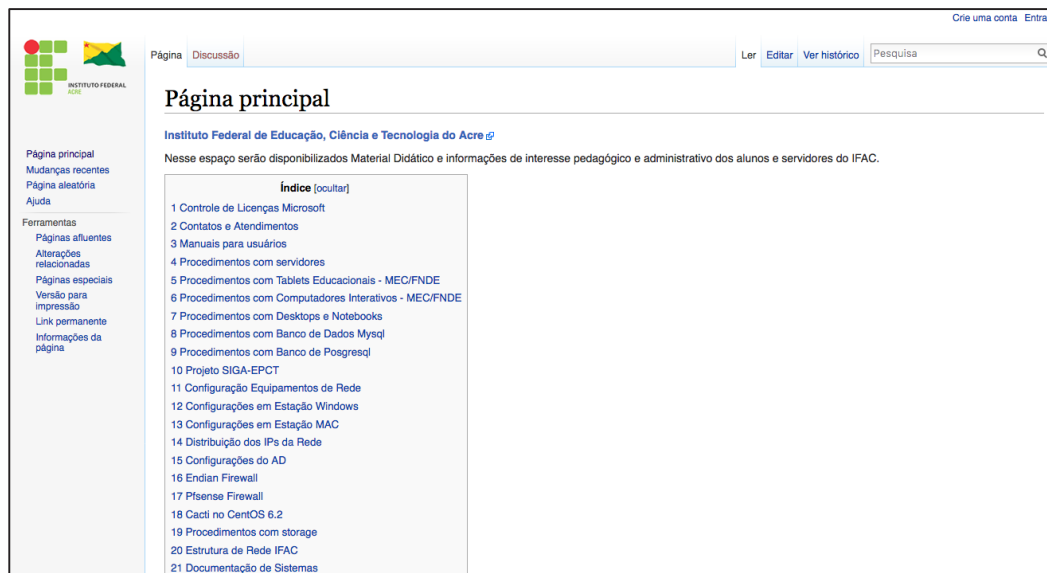 Crie uma conta Entra
INSTITUTO FEDERAL
ACRE
Página Discussão
Ler Editar Ver histórico Pesquisa
Página principal
Instituto Federal de Educação, Ciência e Tecnologia do Acre
Nesse espaço serão disponibilizados Material Didático e informações de interesse pedagógico e administrativo dos alunos e servidores do IFAC.
Página principal
Mudanças recentes
Página aleatória
Ajuda
Ferramentas
Páginas afluentes
Alterações
relacionadas
Páginas especiais
Versão para
impressão
Link permanente
Informações da
página
Índice [ocultar]
1 Controle de Licenças Microsoft
2 Contatos e Atendimentos
3 Manuais para usuários
4 Procedimentos com servidores
5 Procedimentos com Tablets Educacionais - MEC/FNDE
6 Procedimentos com Computadores Interativos - MEC/FNDE
7 Procedimentos com Desktops e Notebooks
8 Procedimentos com Banco de Dados Mysql
9 Procedimentos com Banco de Posgresql
10 Projeto SIGA-EPCT
11 Configuração Equipamentos de Rede
12 Configurações em Estação Windows
13 Configurações em Estação MAC
14 Distribuição dos IPs da Rede
15 Configurações do AD
16 Endian Firewall
17 Pfsense Firewall
18 Cacti no CentOS 6.2
19 Procedimentos com storage
20 Estrutura de Rede IFAC
21 Documentação de Sistemas